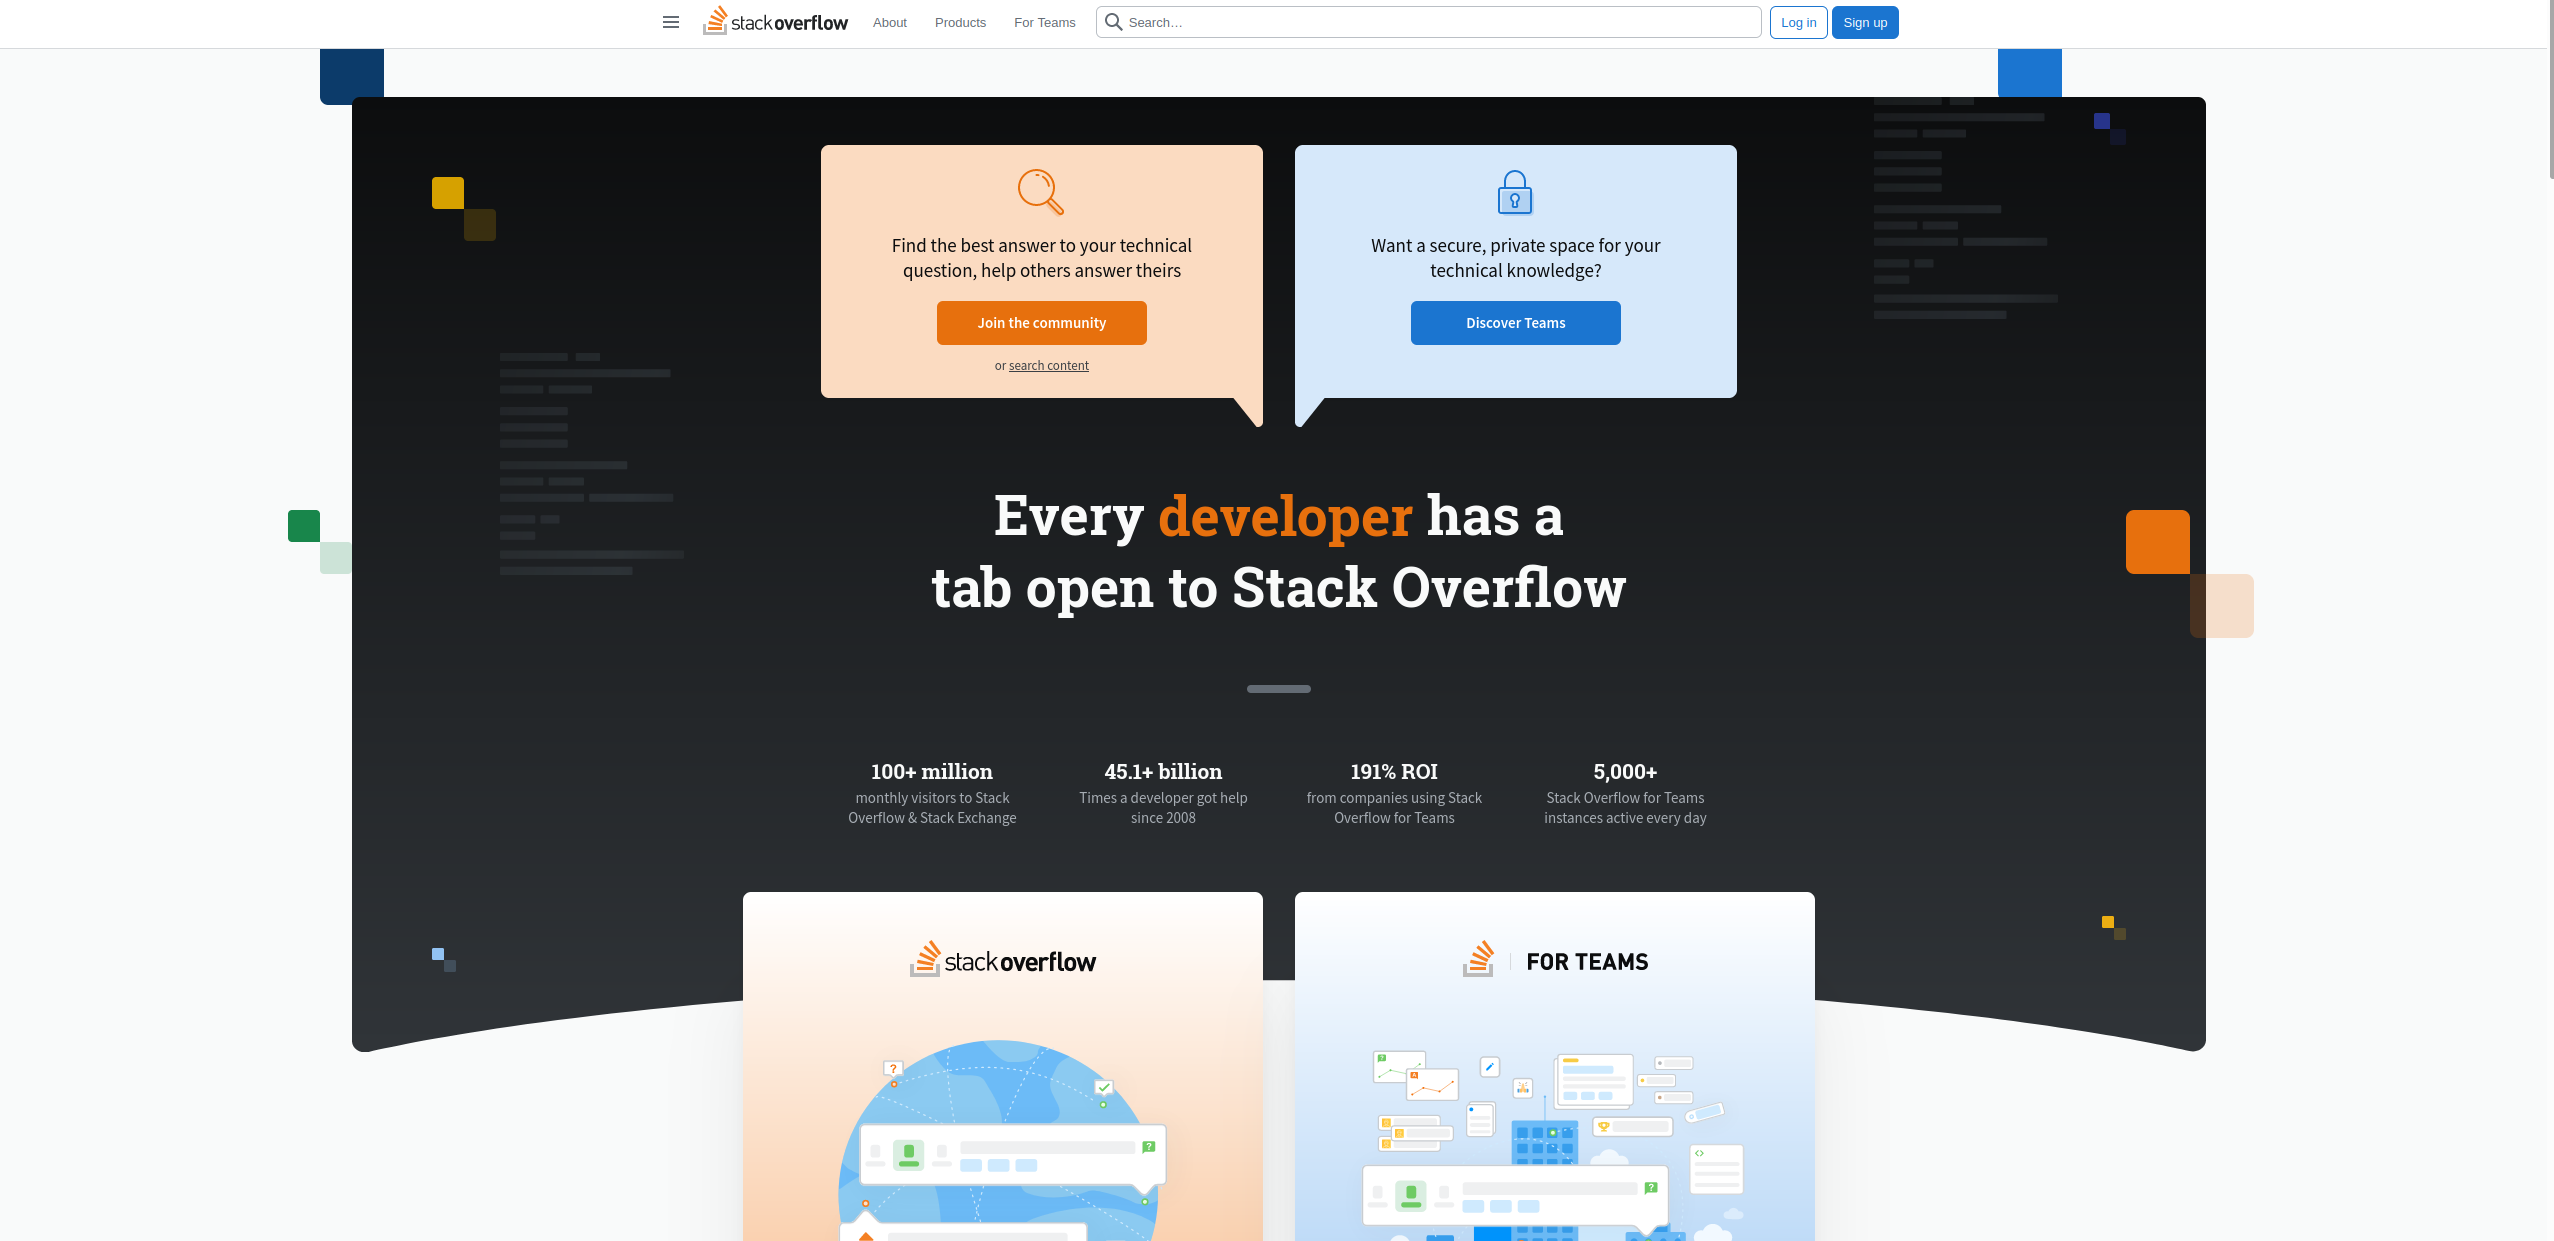 stackoverflow
About
Products
For Teams
Search…
Log in
Sign up
Find the best answer to your technical
question, help others answer theirs
Join the community
or search content
Want a secure, private space for your
technical knowledge?
Discover Teams
Every developer has a
tab open to Stack Overflow
100+ million
monthly visitors to Stack
Overflow & Stack Exchange
45.1+ billion
Times a developer got help
since 2008
191% ROI
from companies using Stack
Overflow for Teams
5,000+
Stack Overflow for Teams
instances active every day
stackoverflow
FOR TEAMS